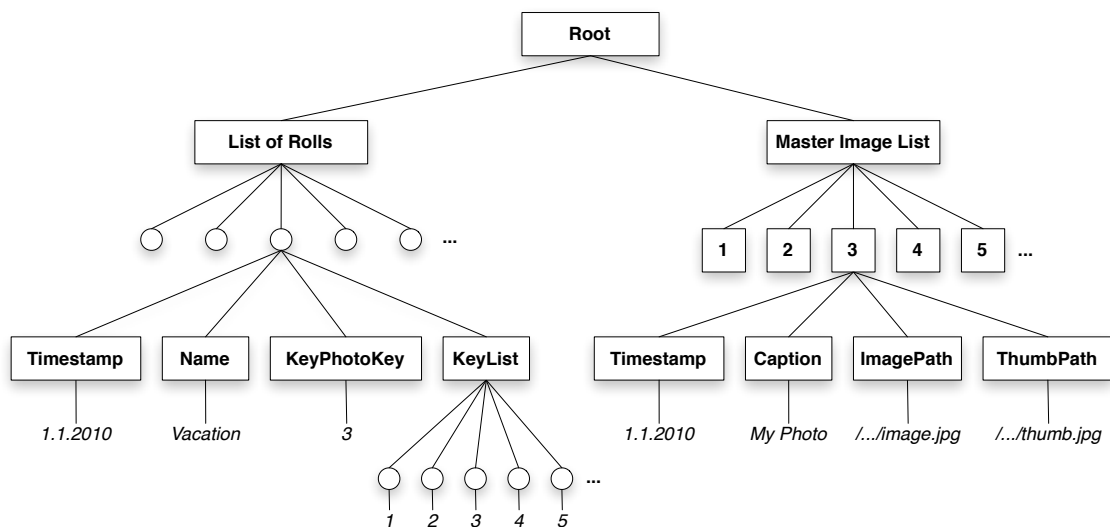 Root
List of Rolls
Master Image List
...
1 2 3 4 5 ...
Timestamp Name KeyPhotoKey KeyList Timestamp Caption ImagePath ThumbPath
1.1.2010 Vacation 3 1.1.2010 My Photo /.../image.jpg /.../thumb.jpg
...
1 2 3 4 5